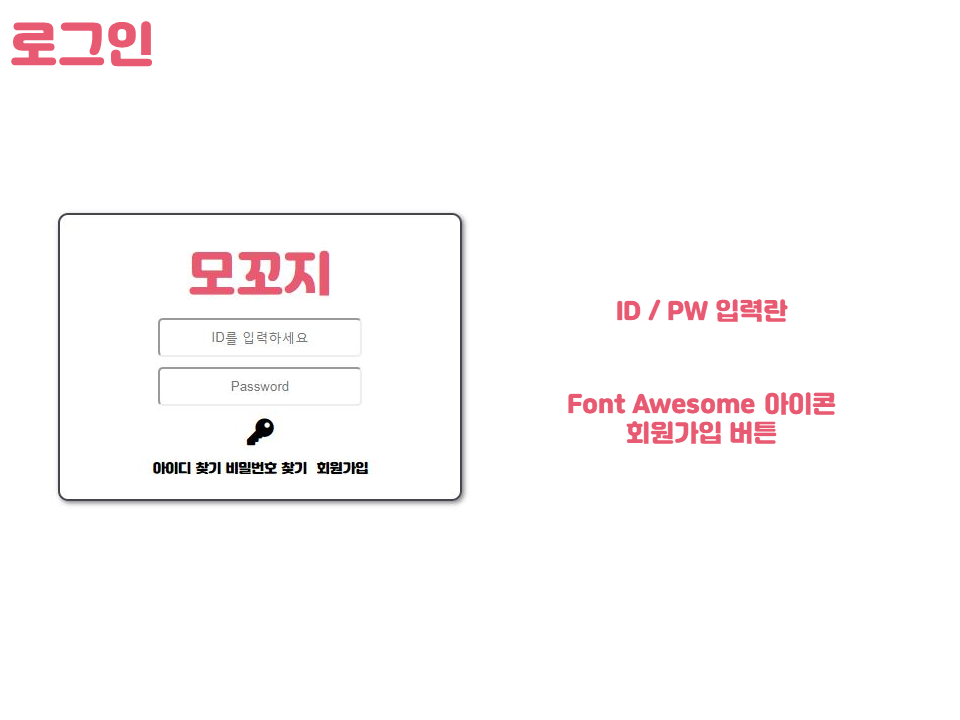 로그인
모꼬지
ID를 입력하세요
Password
아이디 찾기 비밀번호 찾기 회원가입
ID / PW 입력란
Font Awesome 아이콘
회원가입 버튼